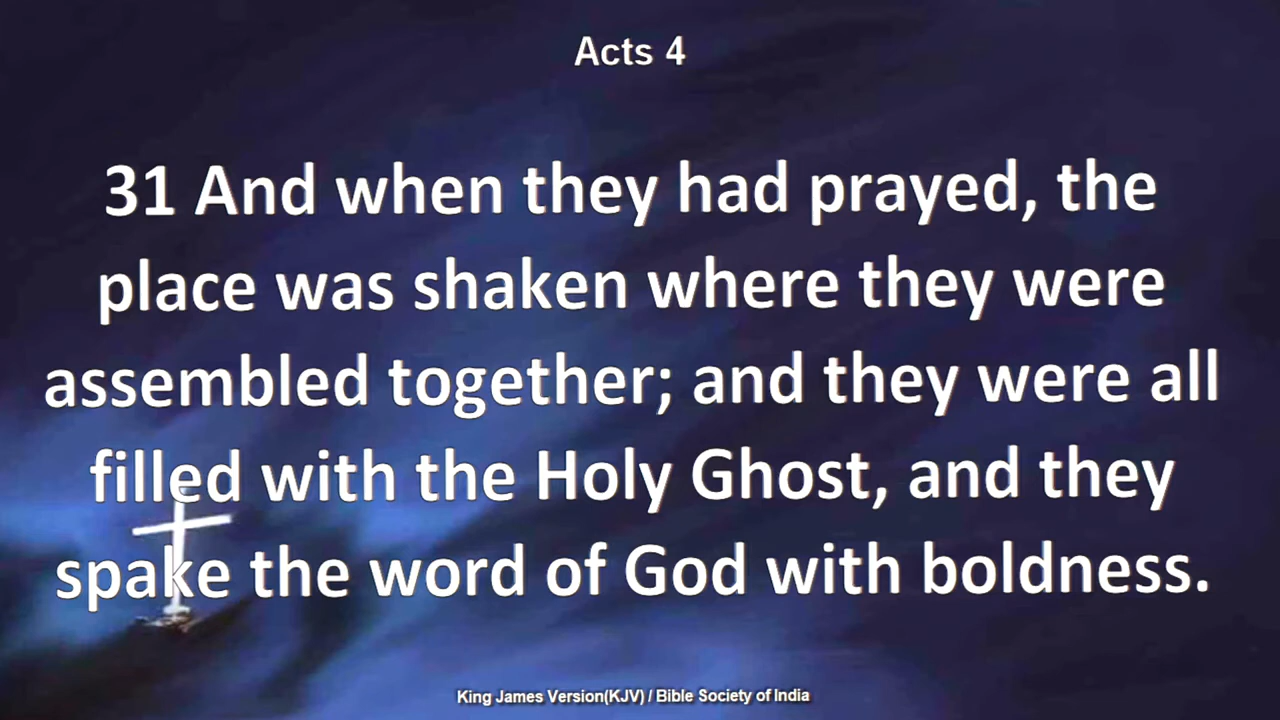 Acts 4
31 And when they had prayed, the
place was shaken where they were
assembled together; and they were all
filled with the Holy Ghost, and they
spake the word of God with boldness.
King James Version(KJV) / Bible Society of India